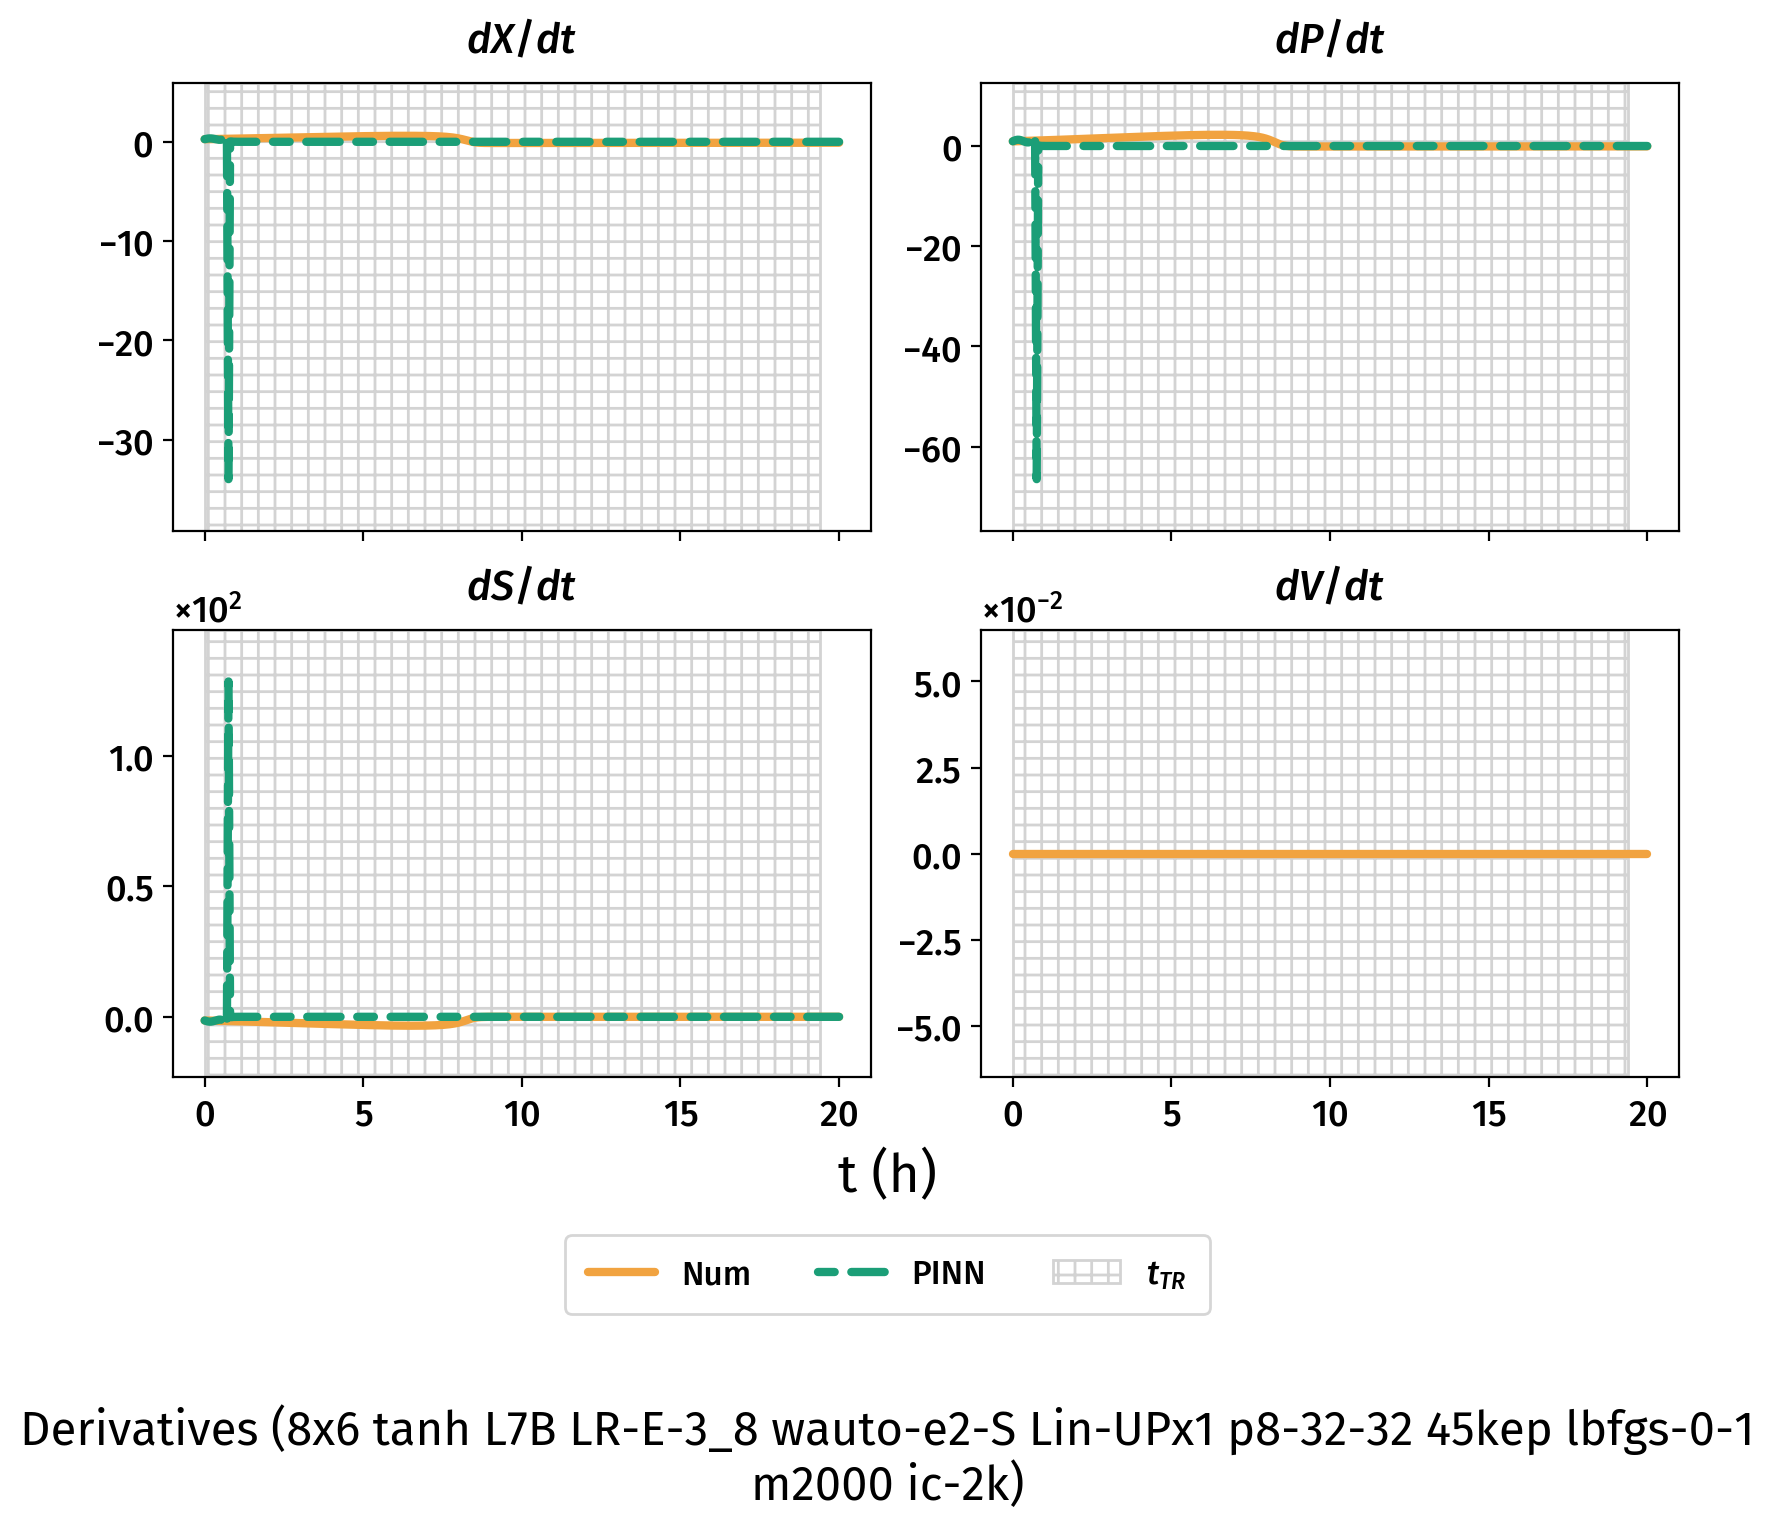 dX/dt
dP/dt
0
−10
−20
−30
0
−20
−40
−60
dS/dt
dV/dt
×10²
1.0
0.5
0.0
×10⁻²
5.0
2.5
0.0
−2.5
−5.0
0 5 10 15 20
0 5 10 15 20
t (h)
Num PINN t_TR
Derivatives (8x6 tanh L7B LR-E-3_8 wauto-e2-S Lin-UPx1 p8-32-32 45kep lbfgs-0-1
m2000 ic-2k)